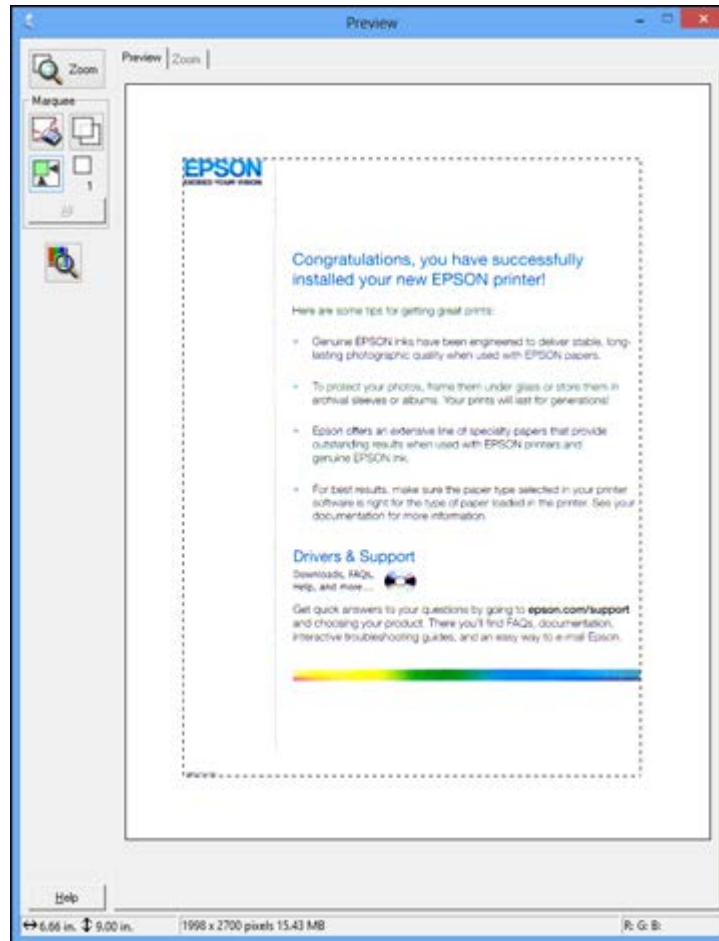 Preview
Zoom
Preview Zoom
Marquee
1
All
EPSON
EXCEED YOUR VISION
Congratulations, you have successfully
installed your new EPSON printer!
Here are some tips for getting great prints:
Genuine EPSON inks have been engineered to deliver stable, long-
lasting photographic quality when used with EPSON papers.
To protect your photos, frame them under glass or store them in
archival sleeves or albums. Your prints will last for generations!
Epson offers an extensive line of specialty papers that provide
outstanding results when used with EPSON printers and
genuine EPSON ink.
For best results, make sure the paper type selected in your printer
software is right for the type of paper loaded in the printer. See your
documentation for more information.
Drivers & Support
Downloads, FAQs,
Help, and more ...
Get quick answers to your questions by going to epson.com/support
and choosing your product. There you'll find FAQs, documentation,
interactive troubleshooting guides, and an easy way to e-mail Epson.
Help
6.66 in. 9.00 in. 1998 x 2700 pixels 15.43 MB R: G: B: